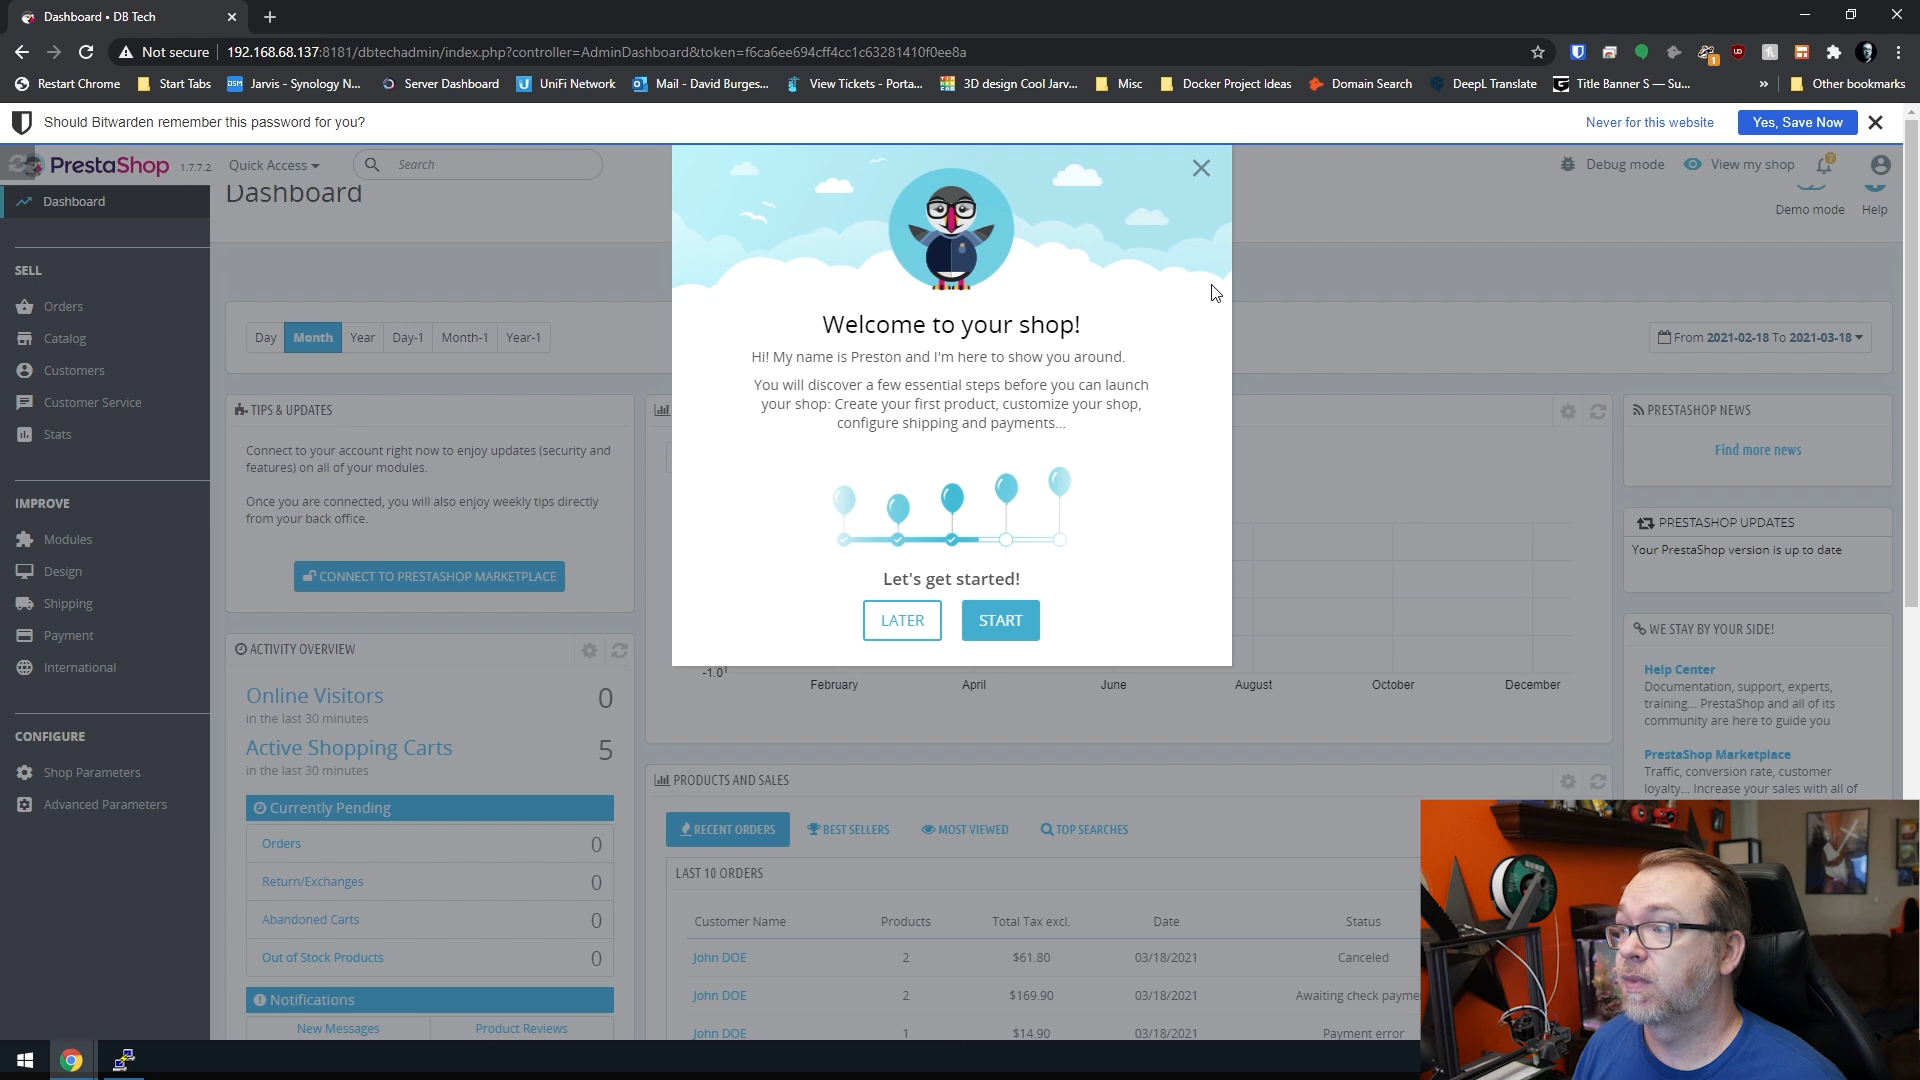 Dashboard • DB Tech
Not secure
192.168.68.137:8181/dbtechadmin/index.php?controller=AdminDashboard&token=f6ca6ee694cff4cc1c63281410f0ee8a
Restart Chrome
Start Tabs
Jarvis - Synology N...
Server Dashboard
UniFi Network
Mail - David Burges...
View Tickets - Porta...
3D design Cool Jarv...
Misc
Docker Project Ideas
Domain Search
DeepL Translate
Title Banner S — Su...
»
Other bookmarks
Should Bitwarden remember this password for you?
Never for this website
Yes, Save Now
PrestaShop 1.7.7.2
Quick Access
Search
Debug mode
View my shop
7
Dashboard
Dashboard
Demo mode
Help
SELL
Orders
Catalog
Customers
Customer Service
Stats
IMPROVE
Modules
Design
Shipping
Payment
International
CONFIGURE
Shop Parameters
Advanced Parameters
Day
Month
Year
Day-1
Month-1
Year-1
From 2021-02-18 To 2021-03-18
TIPS & UPDATES
Connect to your account right now to enjoy updates (security and
features) on all of your modules.
Once you are connected, you will also enjoy weekly tips directly
from your back office.
CONNECT TO PRESTASHOP MARKETPLACE
ACTIVITY OVERVIEW
Online Visitors
0
in the last 30 minutes
Active Shopping Carts
5
in the last 30 minutes
Currently Pending
Orders
0
Return/Exchanges
0
Abandoned Carts
0
Out of Stock Products
0
Notifications
New Messages
Product Reviews
Welcome to your shop!
Hi! My name is Preston and I'm here to show you around.
You will discover a few essential steps before you can launch
your shop: Create your first product, customize your shop,
configure shipping and payments...
Let's get started!
LATER
START
-1.0
February
April
June
August
October
December
PRODUCTS AND SALES
RECENT ORDERS
BEST SELLERS
MOST VIEWED
TOP SEARCHES
LAST 10 ORDERS
Customer Name
Products
Total Tax excl.
Date
Status
John DOE
2
$61.80
03/18/2021
Canceled
John DOE
2
$169.90
03/18/2021
Awaiting check payme
John DOE
1
$14.90
03/18/2021
Payment error
PRESTASHOP NEWS
Find more news
PRESTASHOP UPDATES
Your PrestaShop version is up to date
WE STAY BY YOUR SIDE!
Help Center
Documentation, support, experts,
training... PrestaShop and all of its
community are here to guide you
PrestaShop Marketplace
Traffic, conversion rate, customer
loyalty... Increase your sales with all of